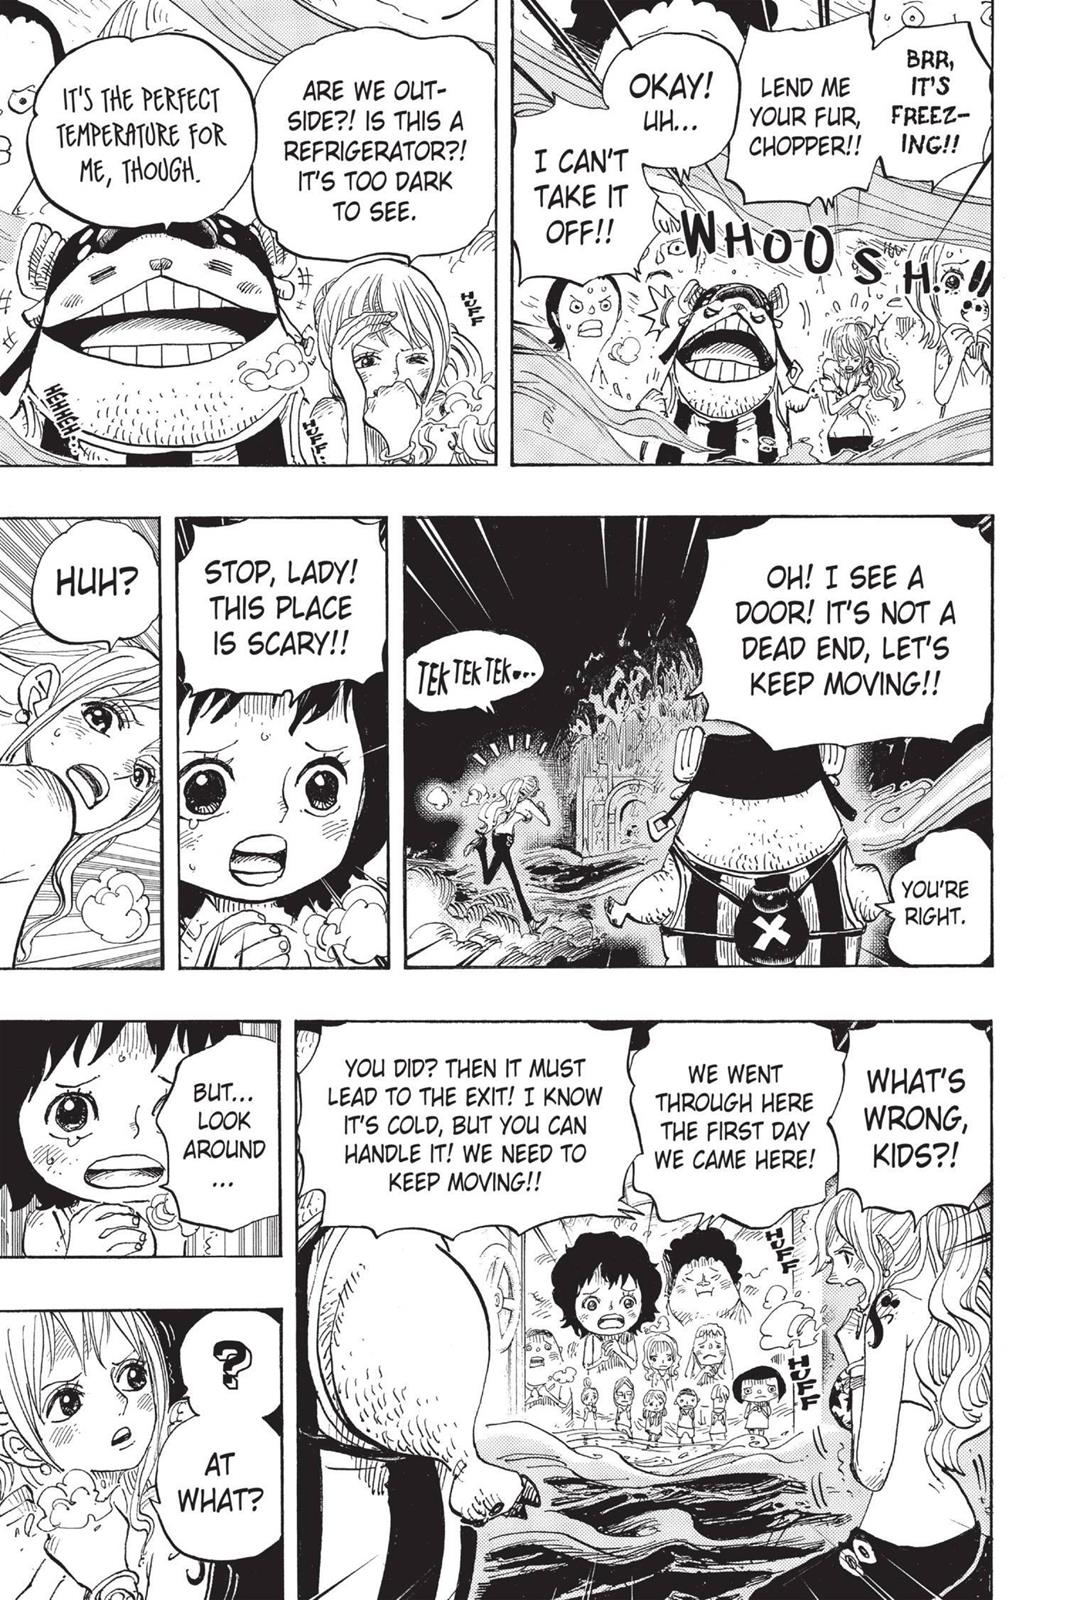 BRR,
IT'S
FREEZ-
ING!!
LEND ME
YOUR FUR,
CHOPPER!!
OKAY!
UH...
I CAN'T
TAKE IT
OFF!!
WHOOSH...!!
ARE WE OUT-
SIDE?! IS THIS A
REFRIGERATOR?!
IT'S TOO DARK
TO SEE.
IT'S THE PERFECT
TEMPERATURE FOR
ME, THOUGH.
HUFF
HUFF..
HEHHEH...
OH! I SEE A
DOOR! IT'S NOT A
DEAD END, LET'S
KEEP MOVING!!
TEK TEK TEK...
YOU'RE
RIGHT.
STOP, LADY!
THIS PLACE
IS SCARY!!
HUH?
WHAT'S
WRONG,
KIDS?!
WE WENT
THROUGH HERE
THE FIRST DAY
WE CAME HERE!
YOU DID? THEN IT MUST
LEAD TO THE EXIT! I KNOW
IT'S COLD, BUT YOU CAN
HANDLE IT! WE NEED TO
KEEP MOVING!!
HUFF
HUFF
BUT...
LOOK
AROUND
...
?
AT
WHAT?